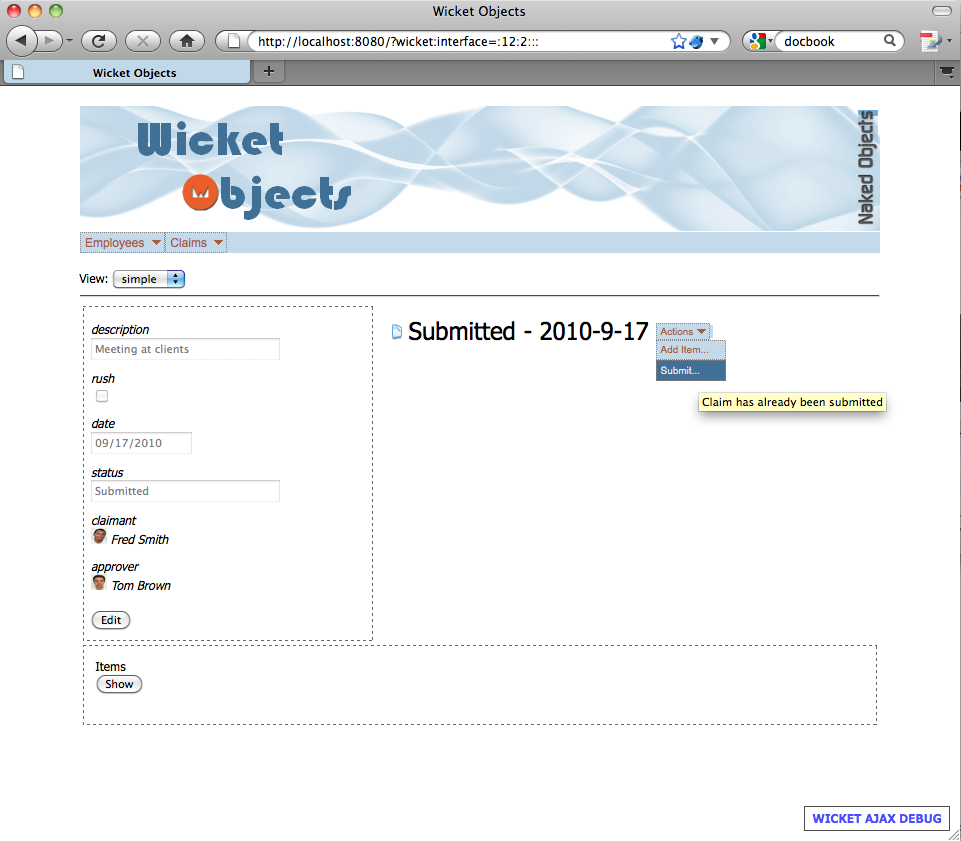 Wicket Objects
http://localhost:8080/?wicket:interface=:12:2:::
docbook
Wicket Objects
Wicket
Objects
Naked Objects
Employees Claims
View: simple
description
Meeting at clients
rush
date
09/17/2010
status
Submitted
claimant
Fred Smith
approver
Tom Brown
Edit
Submitted - 2010-9-17
Actions
Add Item...
Submit...
Claim has already been submitted
Items
Show
WICKET AJAX DEBUG